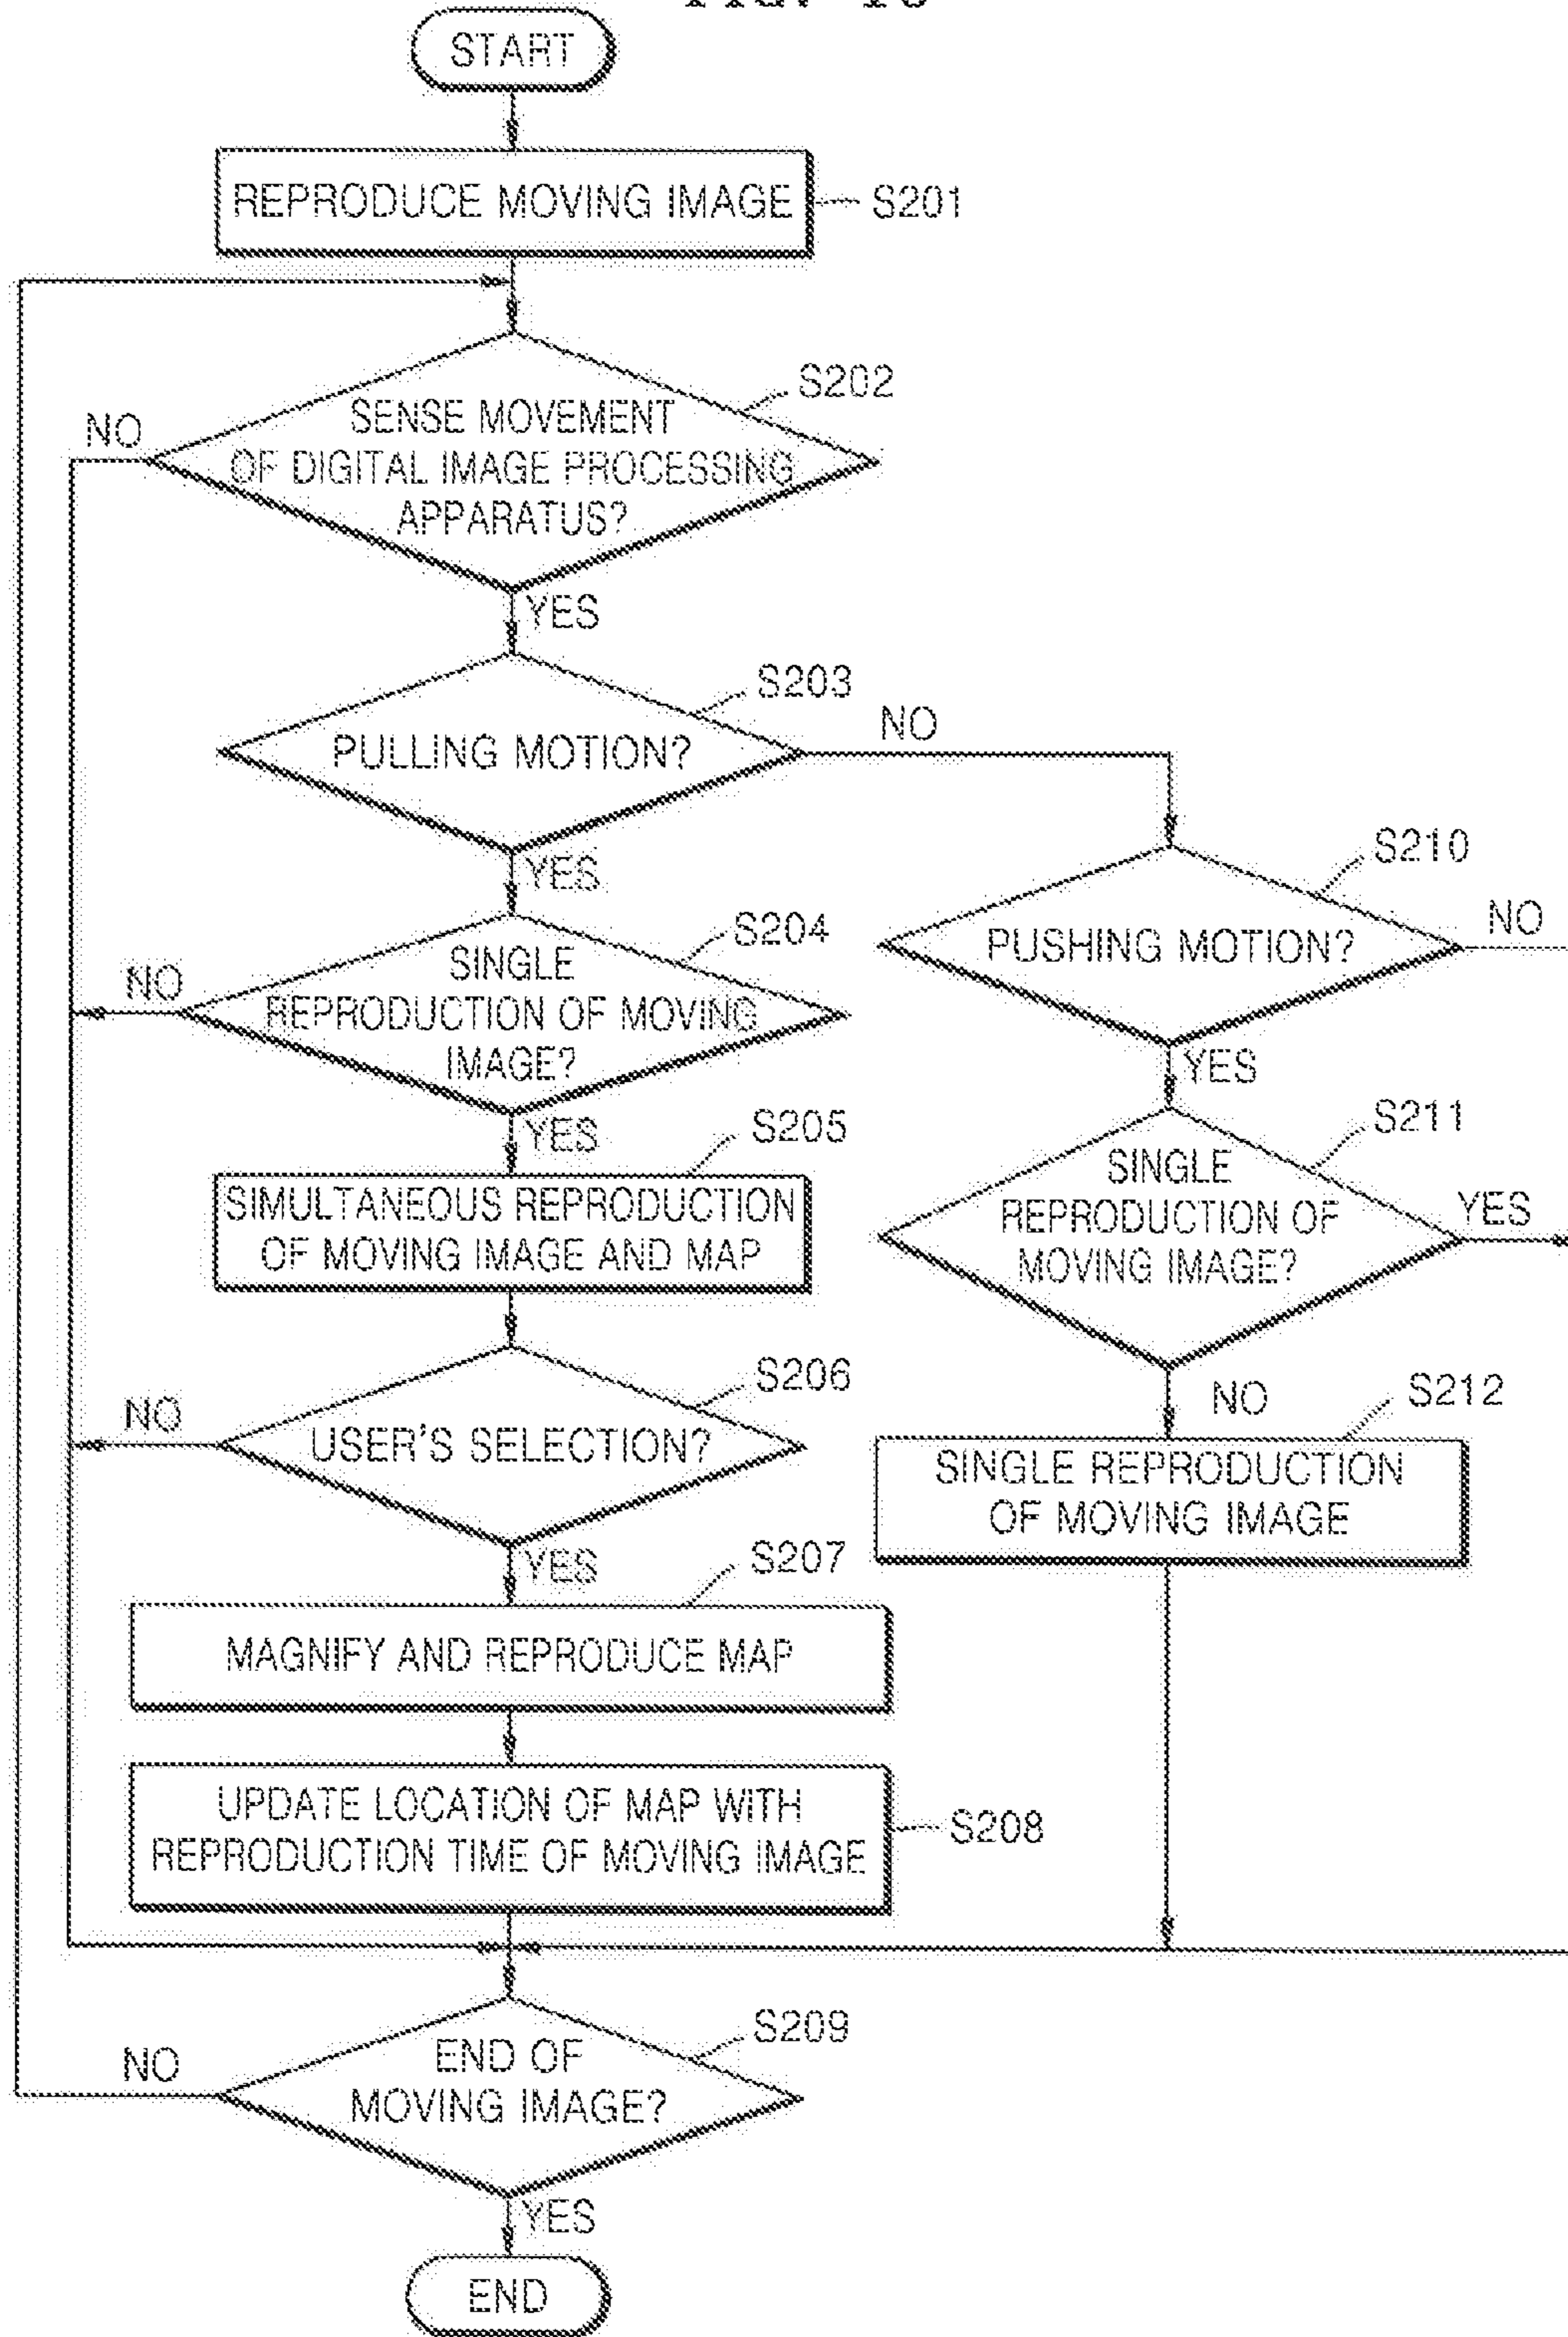 START
REPRODUCE MOVING IMAGE
S201
S202
SENSE MOVEMENT
OF DIGITAL IMAGE PROCESSING
APPARATUS?
NO
YES
S203
PULLING MOTION?
NO
YES
S204
SINGLE
REPRODUCTION OF MOVING
IMAGE?
NO
YES
S205
SIMULTANEOUS REPRODUCTION
OF MOVING IMAGE AND MAP
S206
USER'S SELECTION?
NO
YES
S207
MAGNIFY AND REPRODUCE MAP
UPDATE LOCATION OF MAP WITH
REPRODUCTION TIME OF MOVING IMAGE
S208
S210
PUSHING MOTION?
NO
YES
S211
SINGLE
REPRODUCTION OF
MOVING IMAGE?
YES
NO
S212
SINGLE REPRODUCTION
OF MOVING IMAGE
S209
END OF
MOVING IMAGE?
NO
YES
END